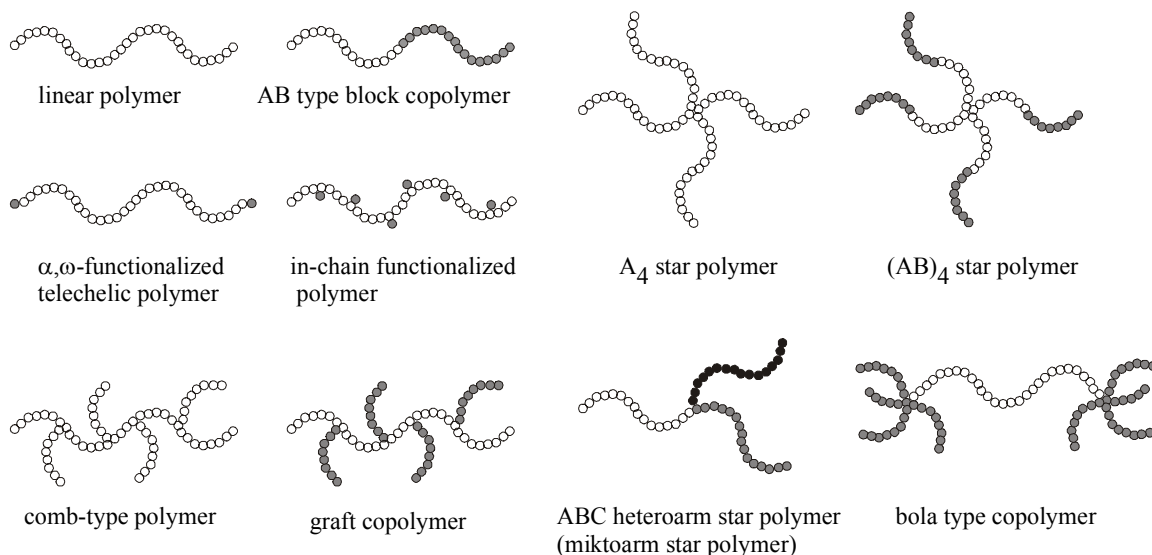 linear polymer
AB type block copolymer
α,ω-functionalized
telechelic polymer
in-chain functionalized
polymer
A4 star polymer
(AB)4 star polymer
comb-type polymer
graft copolymer
ABC heteroarm star polymer
(miktoarm star polymer)
bola type copolymer